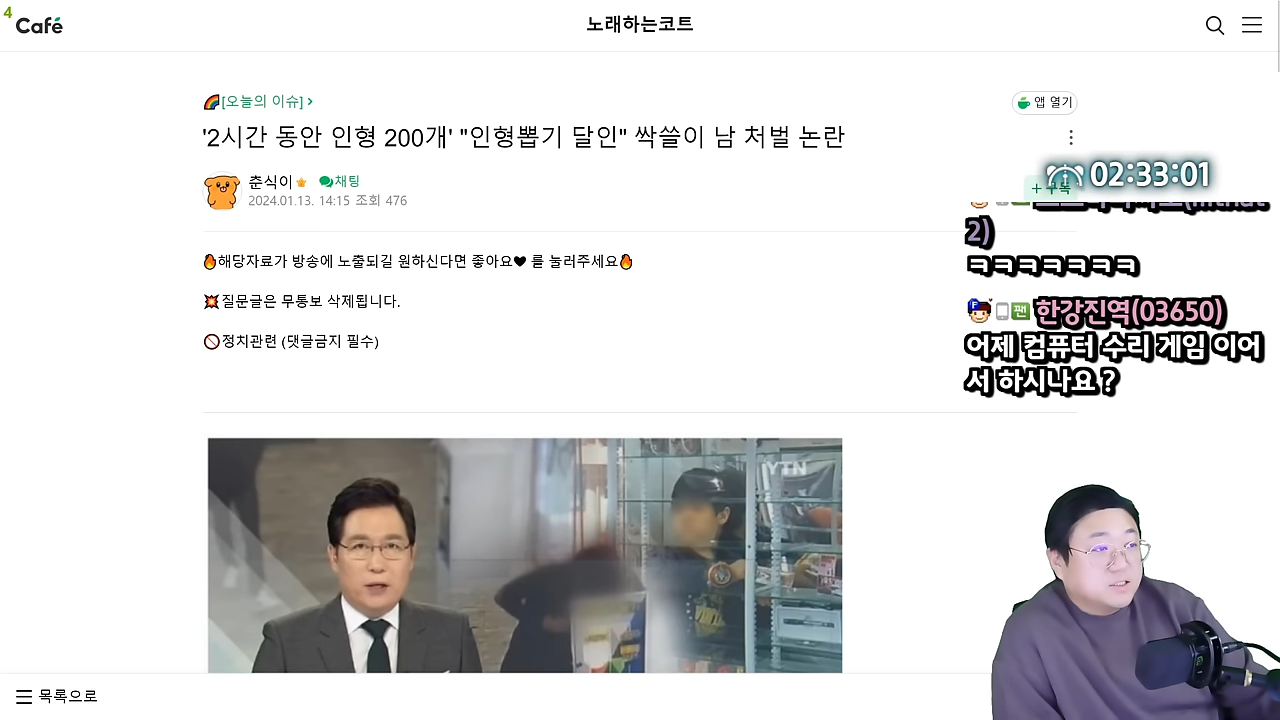 4
Café
노래하는코트
[오늘의 이슈] >
앱 열기
'2시간 동안 인형 200개' "인형뽑기 달인" 싹쓸이 남 처벌 논란
춘식이
채팅
2024.01.13. 14:15 조회 476
+ 구독
02:33:01
2)
ㅋㅋㅋㅋㅋㅋㅋ
해당자료가 방송에 노출되길 원하신다면 좋아요🖤 를 눌러주세요
질문글은 무통보 삭제됩니다.
정치관련 (댓글금지 필수)
팬 한강진역(03650)
어제 컴퓨터 수리 게임 이어
서 하시나요?
YTN
목록으로